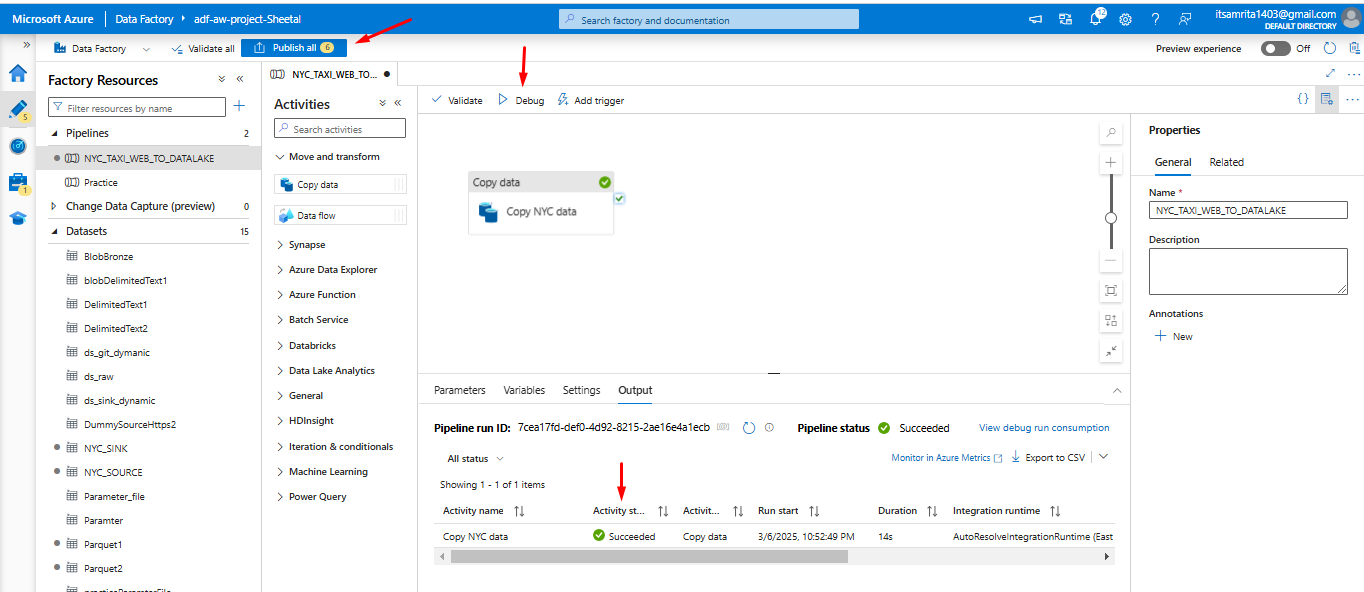 Microsoft Azure Data Factory adf-aw-project-Sheetal Search factory and documentation 12 itsamrita1403@gmail.com
DEFAULT DIRECTORY
Data Factory Validate all Publish all 6 Preview experience Off
Factory Resources
Filter resources by name
Pipelines 2
NYC_TAXI_WEB_TO_DATALAKE
Practice
Change Data Capture (preview) 0
Datasets 15
BlobBronze
blobDelimitedText1
DelimitedText1
DelimitedText2
ds_git_dymanic
ds_raw
ds_sink_dynamic
DummySourceHttps2
NYC_SINK
NYC_SOURCE
Parameter_file
Paramter
Parquet1
Parquet2
5
1
NYC_TAXI_WEB_TO...
Activities
Search activities
Move and transform
Copy data
Data flow
Synapse
Azure Data Explorer
Azure Function
Batch Service
Databricks
Data Lake Analytics
General
HDInsight
Iteration & conditionals
Machine Learning
Power Query
Validate Debug Add trigger
{}
Copy data
Copy NYC data
Parameters Variables Settings Output
Pipeline run ID: 7cea17fd-def0-4d92-8215-2ae16e4a1ecb Pipeline status Succeeded View debug run consumption
All status Monitor in Azure Metrics Export to CSV
Showing 1 - 1 of 1 items
Activity name Activity st... Activit... Run start Duration Integration runtime
Copy NYC data Succeeded Copy data 3/6/2025, 10:52:49 PM 14s AutoResolveIntegrationRuntime (East
Properties
General Related
Name *
NYC_TAXI_WEB_TO_DATALAKE
Description
Annotations
New